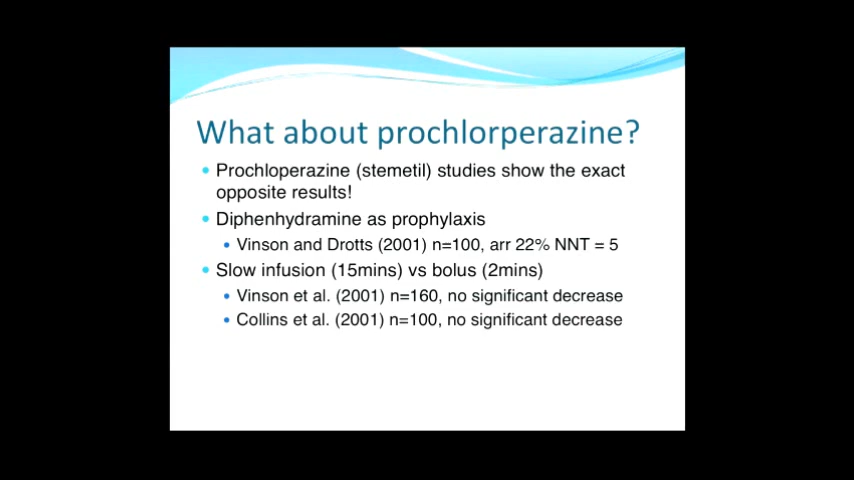 What about prochlorperazine?
• Prochloperazine (stemetil) studies show the exact
opposite results!
• Diphenhydramine as prophylaxis
• Vinson and Drotts (2001) n=100, arr 22% NNT = 5
• Slow infusion (15mins) vs bolus (2mins)
• Vinson et al. (2001) n=160, no significant decrease
• Collins et al. (2001) n=100, no significant decrease